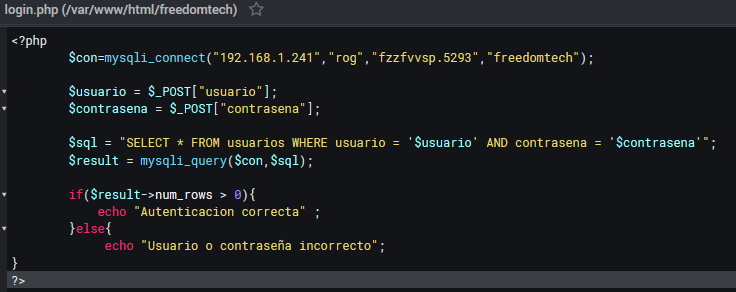 login.php (/var/www/html/freedomtech)
<?php
$con=mysqli_connect("192.168.1.241","rog","fzzfvvsp.5293","freedomtech");
$usuario = $_POST["usuario"];
$contrasena = $_POST["contrasena"];
$sql = "SELECT * FROM usuarios WHERE usuario = '$usuario' AND contrasena = '$contrasena'";
$result = mysqli_query($con,$sql);
if($result->num_rows > 0){
echo "Autenticacion correcta" ;
}else{
echo "Usuario o contraseña incorrecto";
}
?>